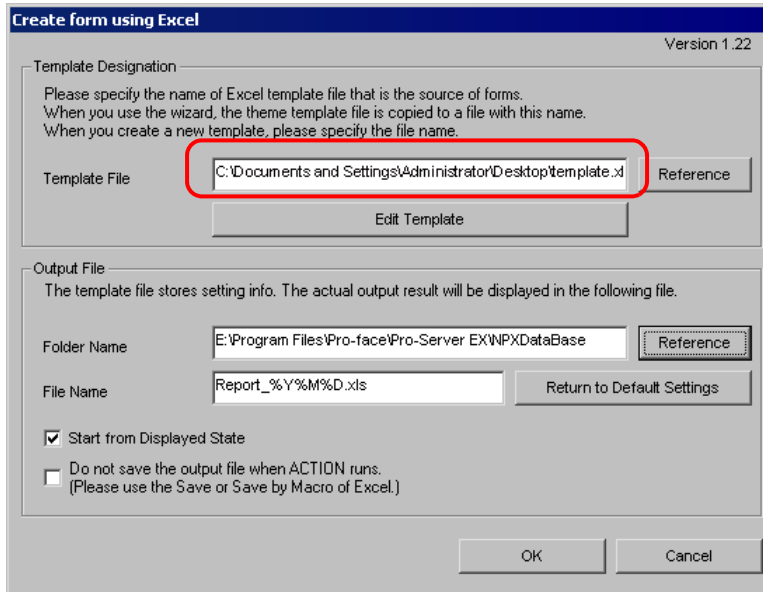 Create form using Excel
Version 1.22
Template Designation
Please specify the name of Excel template file that is the source of forms.
When you use the wizard, the theme template file is copied to a file with this name.
When you create a new template, please specify the file name.
Template File
C:\Documents and Settings\Administrator\Desktop\template.xl
Reference
Edit Template
Output File
The template file stores setting info. The actual output result will be displayed in the following file.
Folder Name
E:\Program Files\Pro-face\Pro-Server EX\NPXDataBase
Reference
File Name
Report_%Y%M%D.xls
Return to Default Settings
Start from Displayed State
Do not save the output file when ACTION runs.
(Please use the Save or Save by Macro of Excel.)
OK
Cancel